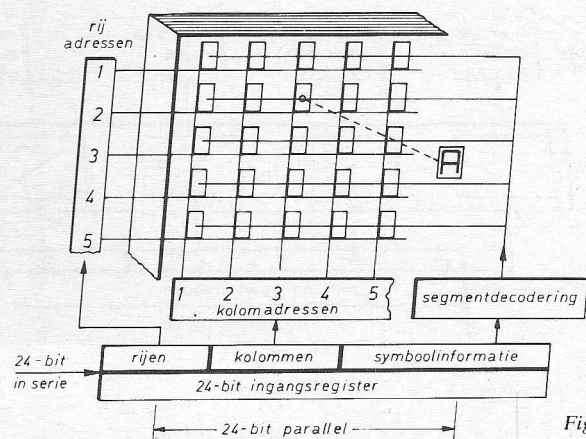 rij
adressen
1
2
3
4
5
A
1 2 3 4 5
kolomadressen
segmentdecodering
24-bit
in serie
rijen
kolommen
symboolinformatie
24-bit ingangsregister
24-bit parallel
Fig